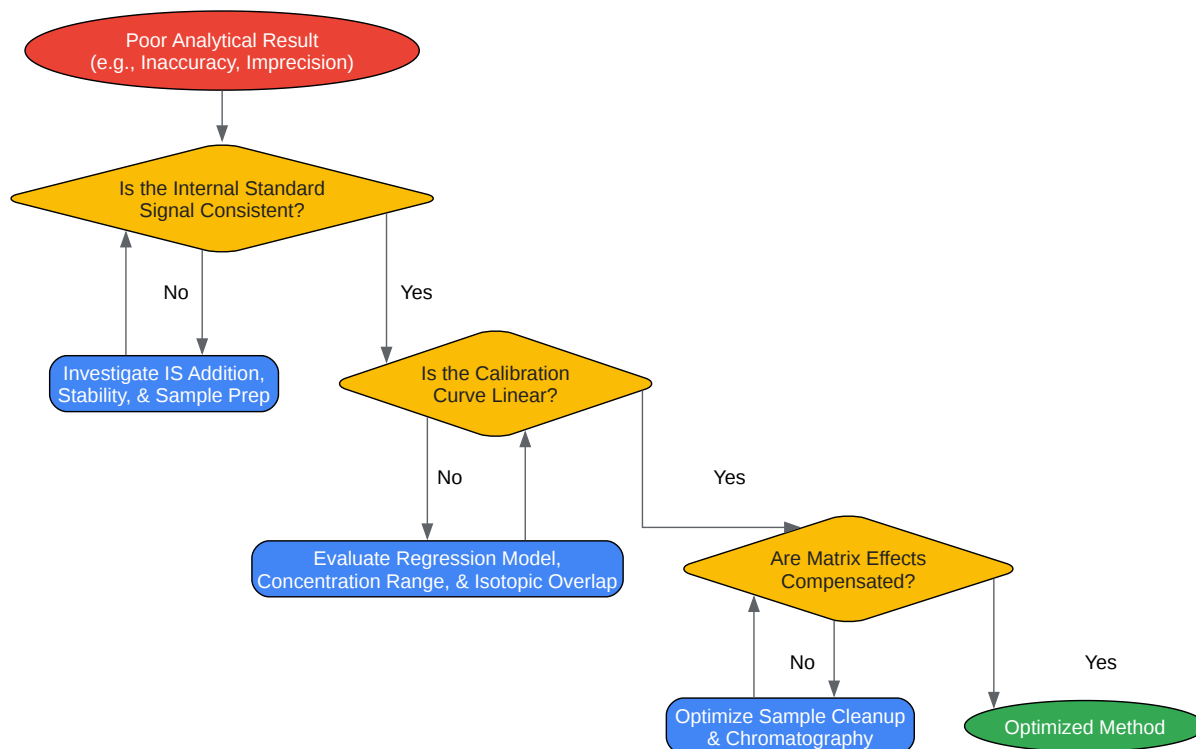 Poor Analytical Result
(e.g., Inaccuracy, Imprecision)
Is the Internal Standard
Signal Consistent?
No
Yes
Investigate IS Addition,
Stability, & Sample Prep
Is the Calibration
Curve Linear?
No
Yes
Evaluate Regression Model,
Concentration Range, & Isotopic Overlap
Are Matrix Effects
Compensated?
No
Yes
Optimize Sample Cleanup
& Chromatography
Optimized Method